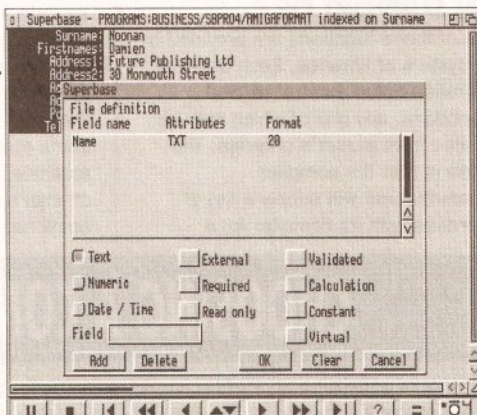 Superbase - PROGRAMS:BUSINESS/SBPRO4/AMIGAFORMAT indexed on Surname
Surname: Noonan
Firstnames: Damien
Address1: Future Publishing Ltd
Address2: 30 Monmouth Street
Superbase
File definition
Field name Attributes Format
Name TXT 20
Text External Validated
Numeric Required Calculation
Date / Time Read only Constant
Virtual
Field
Add Delete OK Clear Cancel
? =